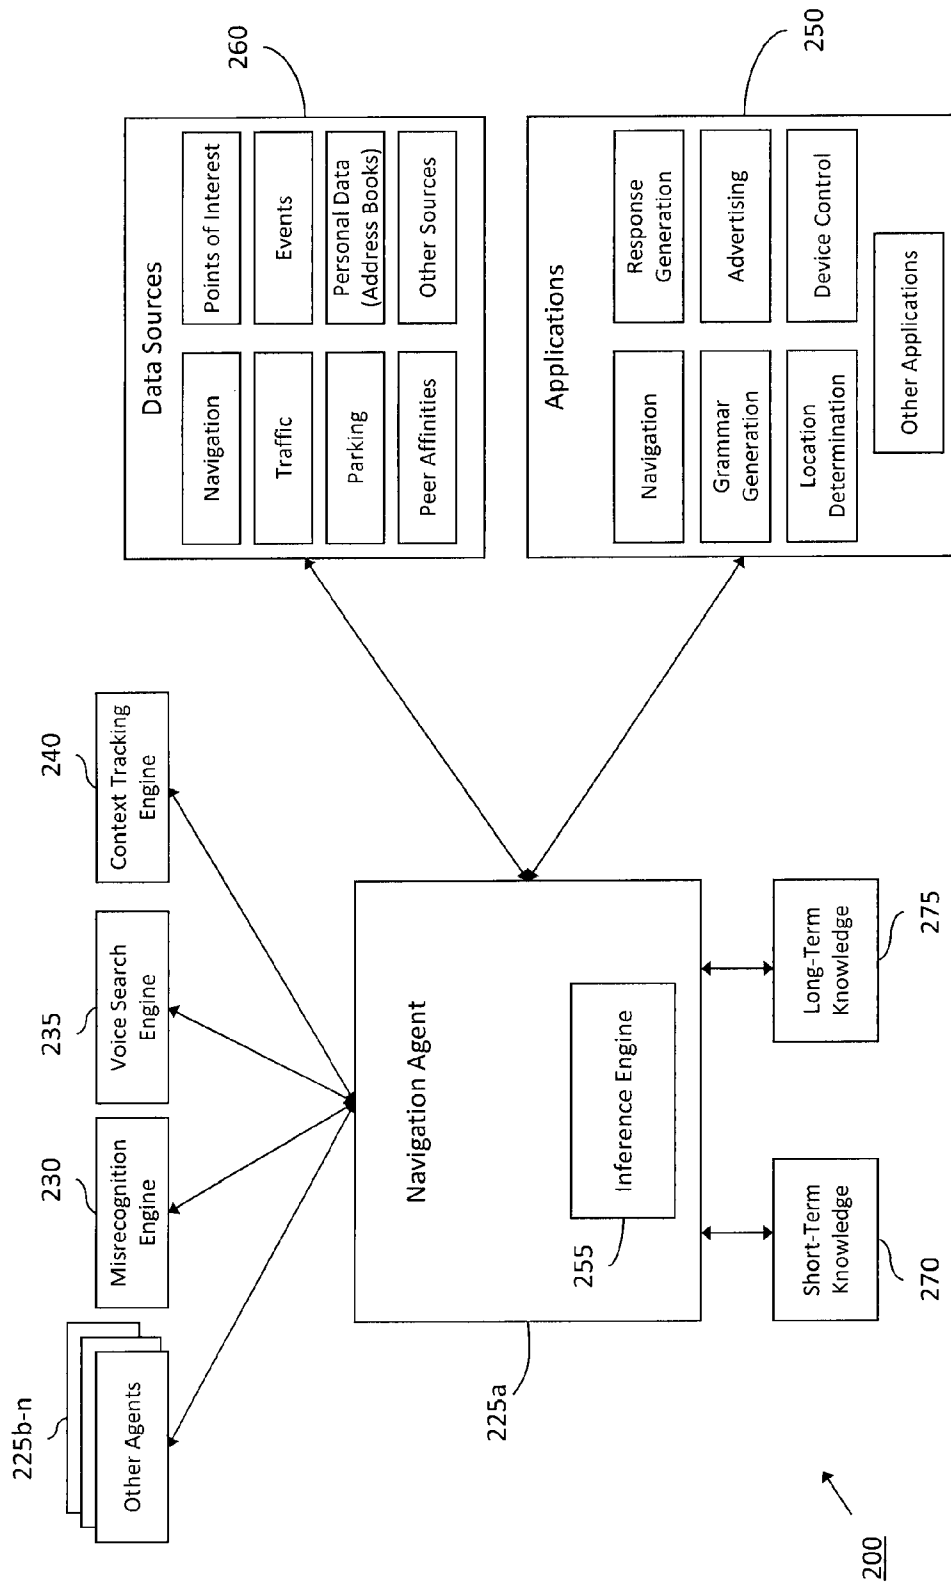 225b-n
Other Agents
230
Misrecognition
Engine
235
Voice Search
Engine
240
Context Tracking
Engine
225a
Navigation Agent
255
Inference Engine
Short-Term
Knowledge
270
Long-Term
Knowledge
275
260
Data Sources
Navigation
Points of Interest
Traffic
Events
Parking
Personal Data
(Address Books)
Peer Affinities
Other Sources
250
Applications
Navigation
Response
Generation
Grammar
Generation
Advertising
Location
Determination
Device Control
Other Applications
200